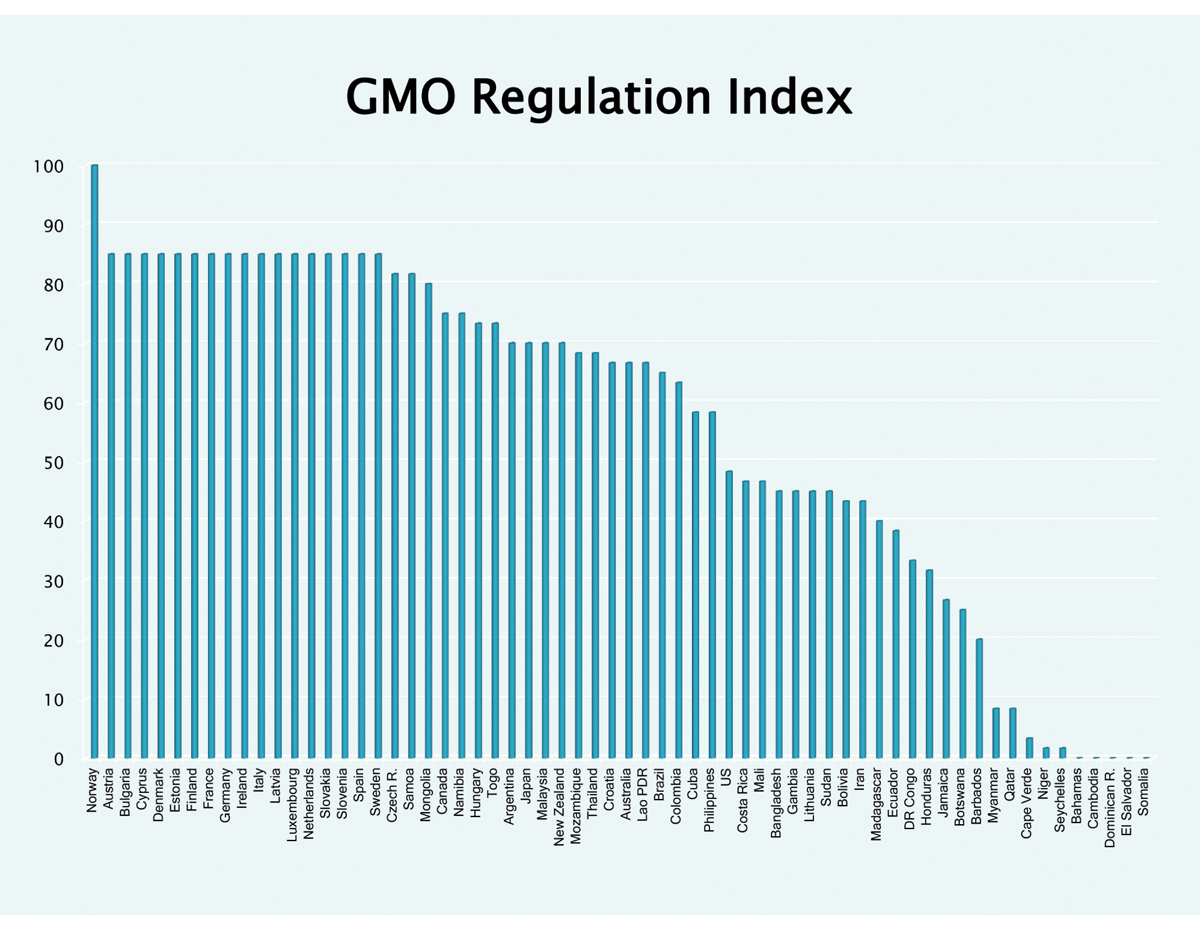 GMO Regulation Index
100
90
80
70
60
50
40
30
20
10
0
Norway
Austria
Bulgaria
Cyprus
Denmark
Estonia
Finland
France
Germany
Ireland
Italy
Latvia
Luxembourg
Netherlands
Slovakia
Slovenia
Spain
Sweden
Czech R.
Samoa
Mongolia
Canada
Namibia
Hungary
Togo
Argentina
Japan
Malaysia
New Zealand
Mozambique
Thailand
Croatia
Australia
Lao PDR
Brazil
Colombia
Cuba
Philippines
US
Costa Rica
Mali
Bangladesh
Gambia
Lithuania
Sudan
Bolivia
Iran
Madagascar
Ecuador
DR Congo
Honduras
Jamaica
Botswana
Barbados
Myanmar
Qatar
Cape Verde
Niger
Seychelles
Bahamas
Cambodia
Dominican R.
El Salvador
Somalia